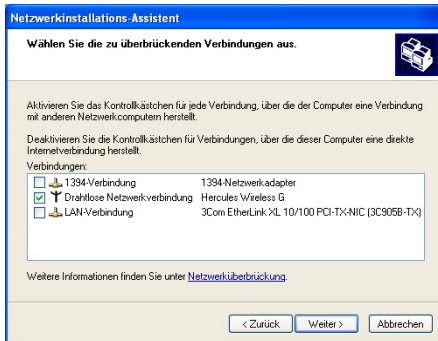 Netzwerkinstallations-Assistent
Wählen Sie die zu überbrückenden Verbindungen aus.
Aktivieren Sie das Kontrollkästchen für jede Verbindung, über die der Computer eine Verbindung
mit anderen Netzwerkcomputern herstellt.
Deaktivieren Sie die Kontrollkästchen für Verbindungen, über die dieser Computer eine direkte
Internetverbindung herstellt.
Verbindungen:
1394-Verbindung 1394-Netzwerkadapter
Drahtlose Netzwerkverbindung Hercules Wireless G
LAN-Verbindung 3Com EtherLink XL 10/100 PCI-TX-NIC (3C905B-TX)
Weitere Informationen finden Sie unter Netzwerküberbrückung.
< Zurück Weiter > Abbrechen